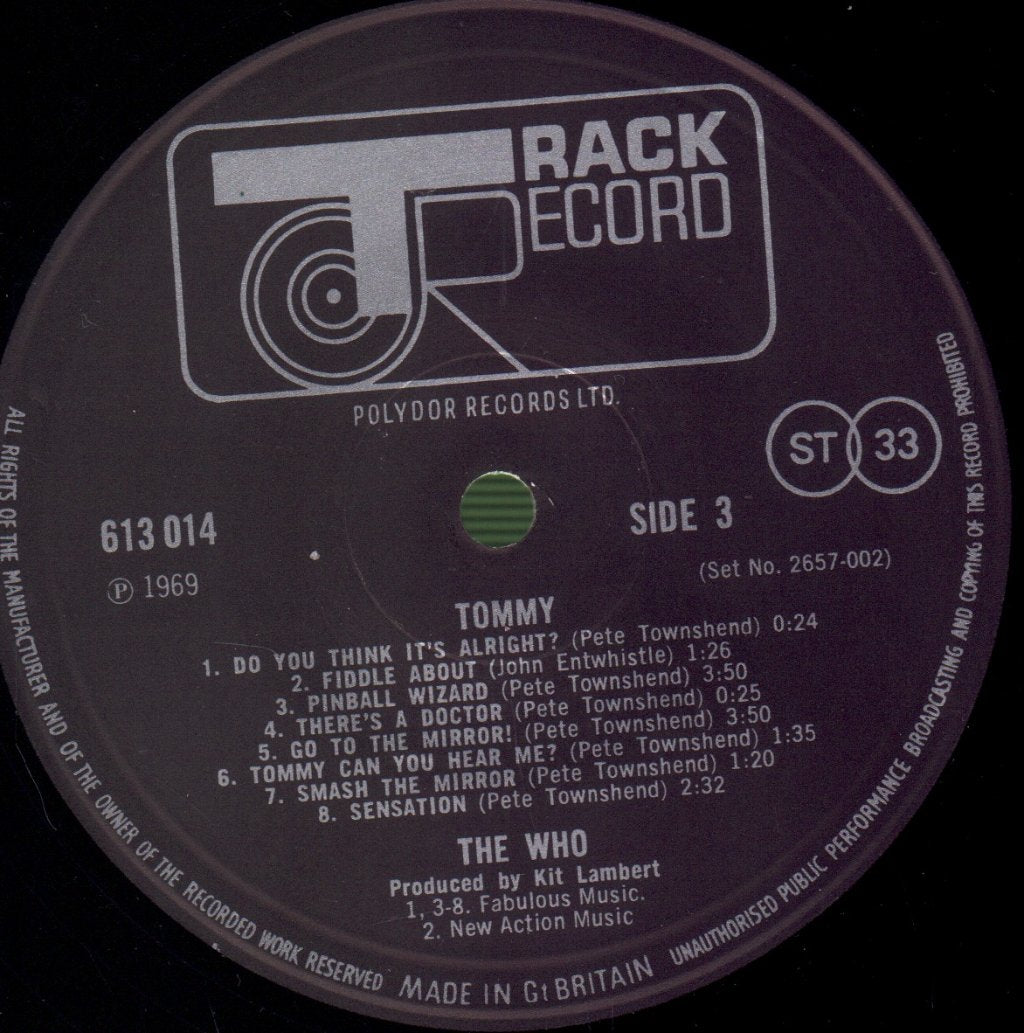 TRACK
RECORD
POLYDOR RECORDS LTD.
ST 33
613 014
SIDE 3
℗ 1969
(Set No. 2657-002)
TOMMY
1. DO YOU THINK IT'S ALRIGHT? (Pete Townshend) 0:24
2. FIDDLE ABOUT (John Entwhistle) 1:26
3. PINBALL WIZARD (Pete Townshend) 3:50
4. THERE'S A DOCTOR (Pete Townshend) 0:25
5. GO TO THE MIRROR! (Pete Townshend) 3:50
6. TOMMY CAN YOU HEAR ME? (Pete Townshend) 1:35
7. SMASH THE MIRROR (Pete Townshend) 1:20
8. SENSATION (Pete Townshend) 2:32
THE WHO
Produced by Kit Lambert
1, 3-8. Fabulous Music.
2. New Action Music
ALL RIGHTS OF THE MANUFACTURER AND OF THE OWNER OF THE RECORDED WORK RESERVED
MADE IN Gt BRITAIN
UNAUTHORISED PUBLIC PERFORMANCE BROADCASTING AND COPYING OF THIS RECORD PROHIBITED